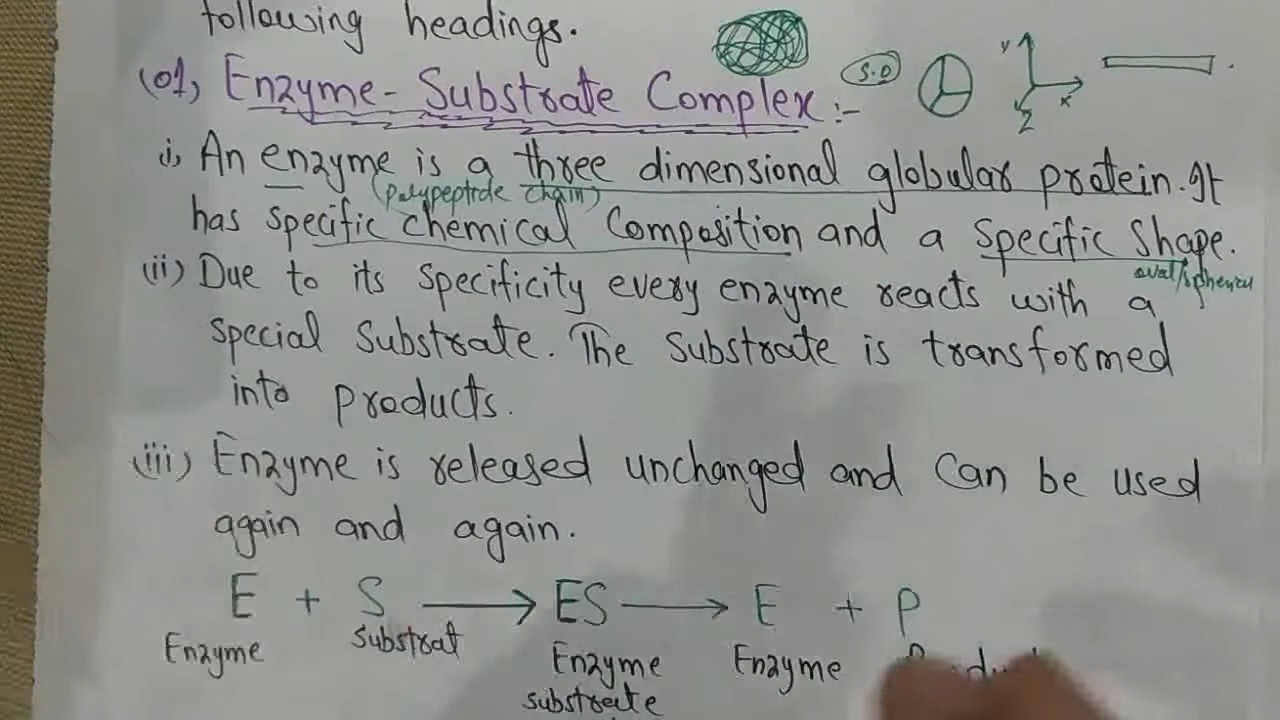 following headings.
(01) Enzyme-Substrate Complex:-
S.D
y
x
z
i) An enzyme is a three dimensional globular protein. It
(polypeptide chain)
has specific chemical Composition and a specific Shape.
oval/spherical
(ii) Due to its specificity every enzyme reacts with a
special substrate. The substrate is transformed
into products.
(iii) Enzyme is released unchanged and can be used
again and again.
E + S ⟶ ES ⟶ E + P
Enzyme substrat Enzyme Enzyme
substrate